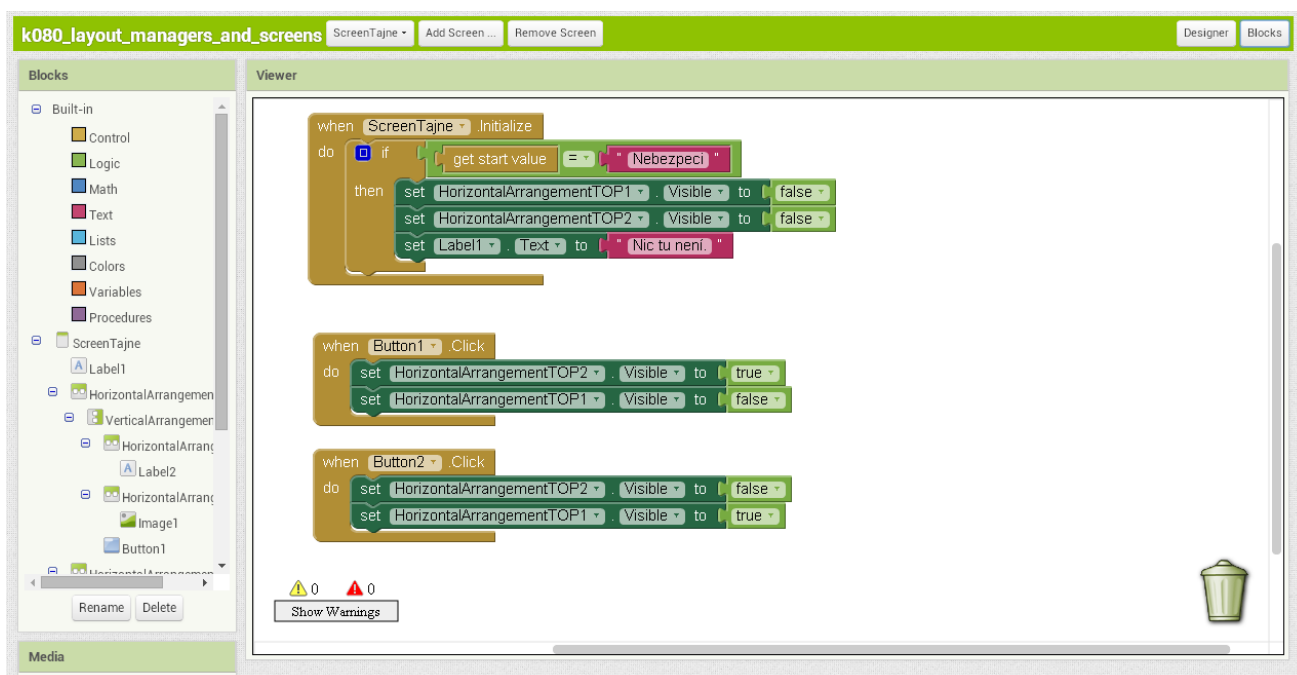 k080_layout_managers_and_screens ScreenTajne Add Screen ... Remove Screen Designer Blocks
Blocks
Viewer
Built-in
Control
Logic
Math
Text
Lists
Colors
Variables
Procedures
ScreenTajne
Label1
HorizontalArrangemen
VerticalArrangemer
HorizontalArrang
Label2
HorizontalArrang
Image1
Button1
HorizontalArrangemen
Rename Delete
Media
when ScreenTajne .Initialize
do if get start value = " Nebezpeci "
then set HorizontalArrangementTOP1 . Visible to false
set HorizontalArrangementTOP2 . Visible to false
set Label1 . Text to " Nic tu není. "
when Button1 .Click
do set HorizontalArrangementTOP2 . Visible to true
set HorizontalArrangementTOP1 . Visible to false
when Button2 .Click
do set HorizontalArrangementTOP2 . Visible to false
set HorizontalArrangementTOP1 . Visible to true
0 0
Show Warnings